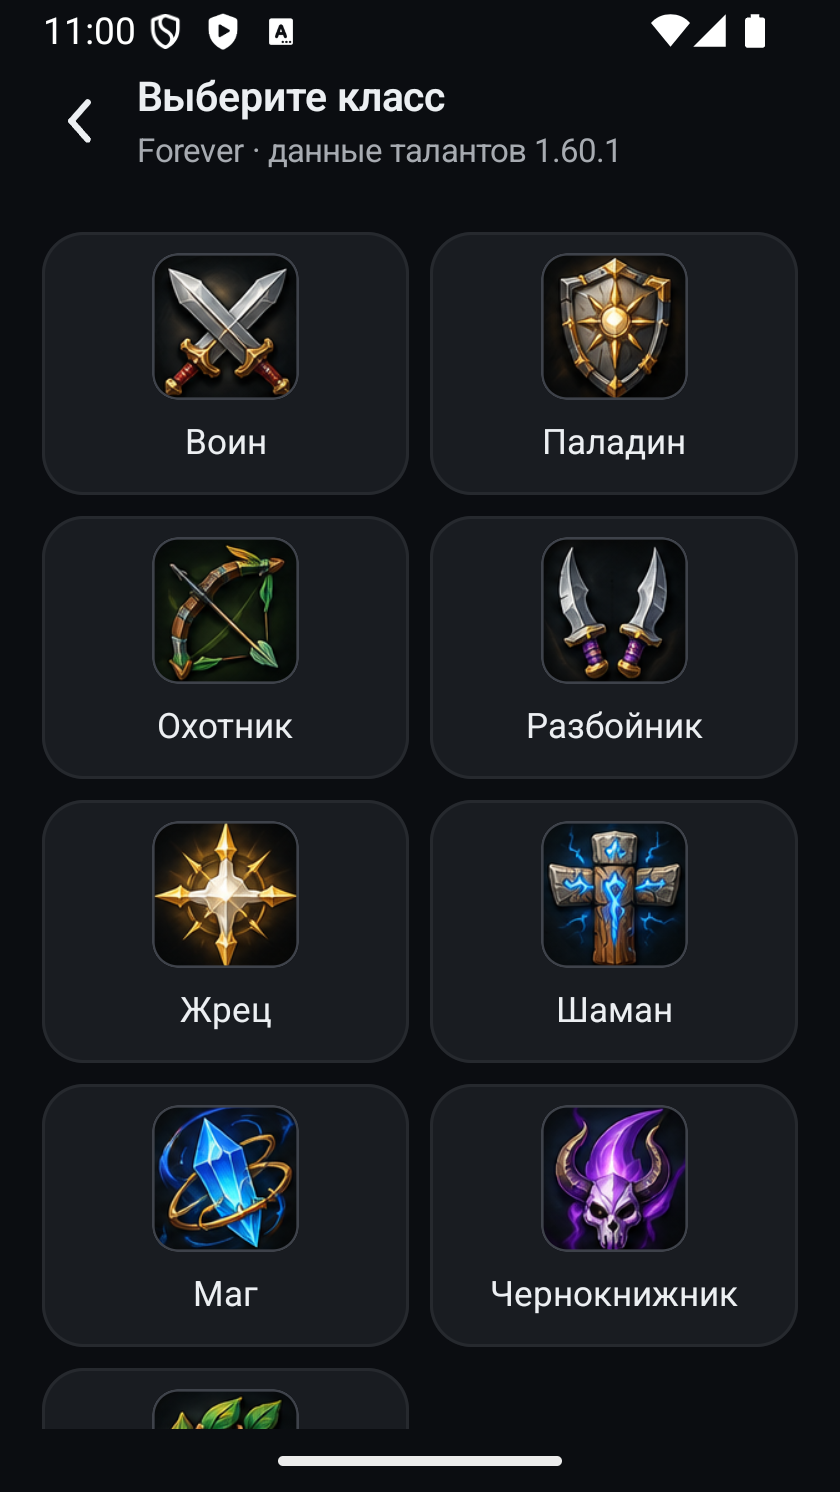 11:00
Выберите класс
Forever · данные талантов 1.60.1
Воин
Паладин
Охотник
Разбойник
Жрец
Шаман
Маг
Чернокнижник